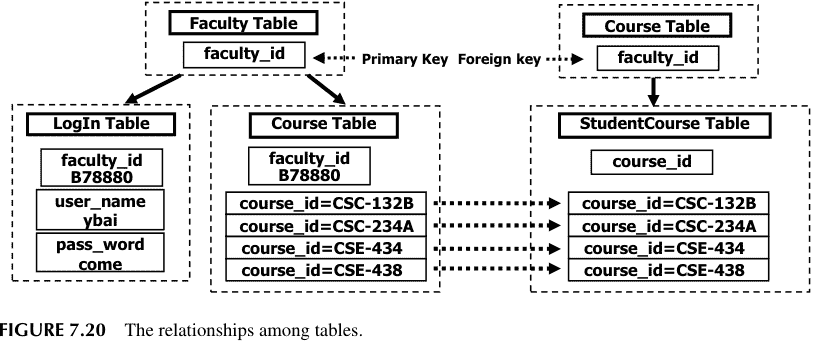 Faculty Table
faculty_id
Primary Key Foreign key
Course Table
faculty_id
LogIn Table
faculty_id
B78880
user_name
ybai
pass_word
come
Course Table
faculty_id
B78880
course_id=CSC-132B
course_id=CSC-234A
course_id=CSE-434
course_id=CSE-438
StudentCourse Table
course_id
course_id=CSC-132B
course_id=CSC-234A
course_id=CSE-434
course_id=CSE-438
FIGURE 7.20 The relationships among tables.